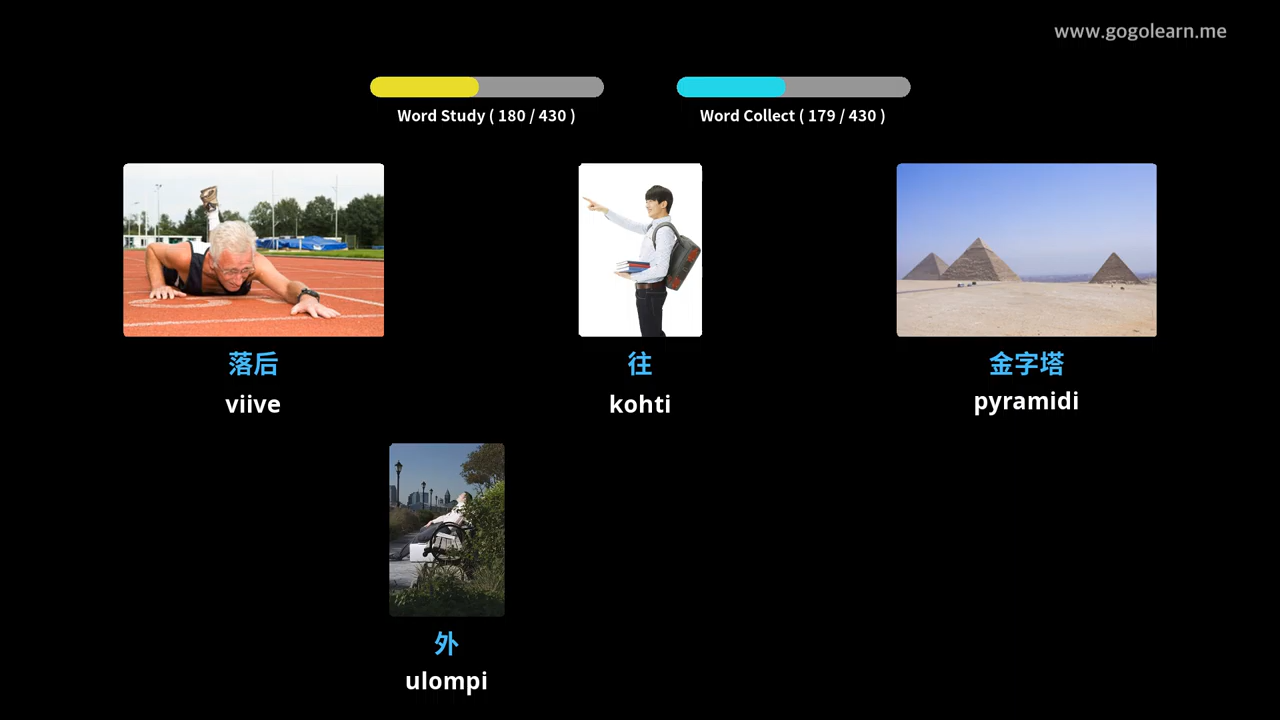 www.gogolearn.me
Word Study ( 180 / 430 )
Word Collect ( 179 / 430 )
落后
viive
往
kohti
金字塔
pyramidi
外
ulompi